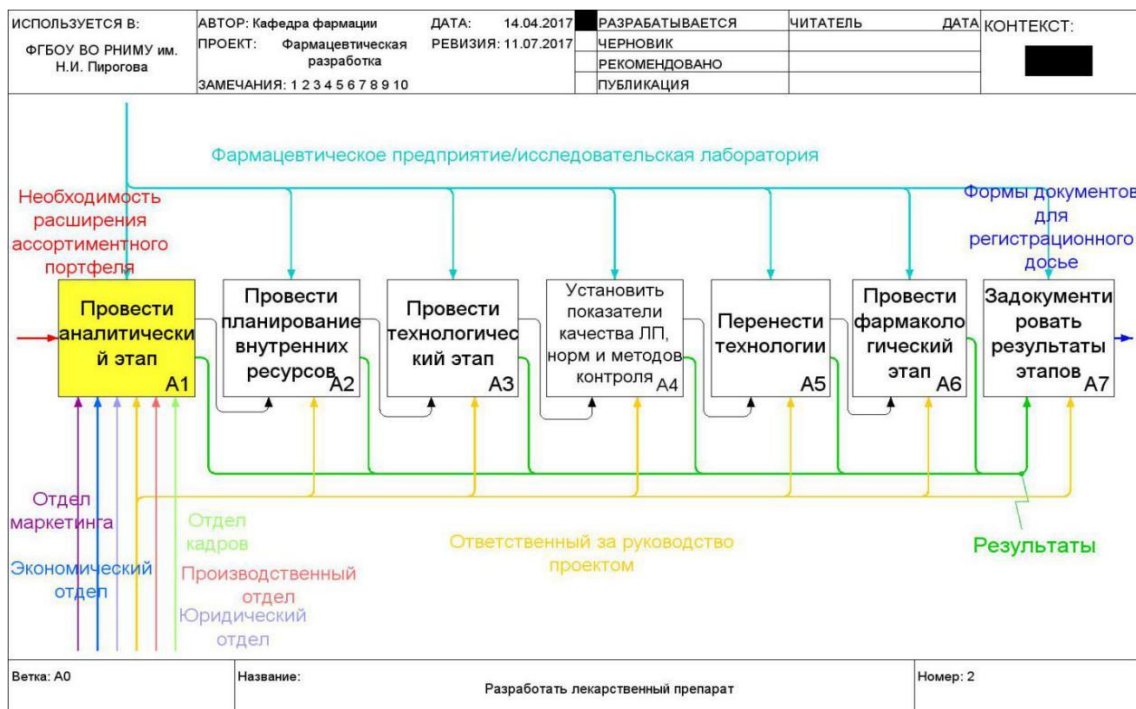 ИСПОЛЬЗУЕТСЯ В:
ФГБОУ ВО РНИМУ им.
Н.И. Пирогова
АВТОР: Кафедра фармации
ДАТА: 14.04.2017
ПРОЕКТ: Фармацевтическая
разработка
РЕВИЗИЯ: 11.07.2017
ЗАМЕЧАНИЯ: 1 2 3 4 5 6 7 8 9 10
РАЗРАБАТЫВАЕТСЯ
ЧЕРНОВИК
РЕКОМЕНДОВАНО
ПУБЛИКАЦИЯ
ЧИТАТЕЛЬ
ДАТА
КОНТЕКСТ:
Фармацевтическое предприятие/исследовательская лаборатория
Необходимость
расширения
ассортиментного
портфеля
Формы документов
для
регистрационного
досье
Провести
аналитически
й этап
A1
Провести
планирование
внутренних
ресурсов
A2
Провести
технологичес
кий этап
A3
Установить
показатели
качества ЛП,
норм и методов
контроля
A4
Перенести
технологии
A5
Провести
фармаколо
гический
этап
A6
Задокументи
ровать
результаты
этапов
A7
Отдел
маркетинга
Экономический
отдел
Отдел
кадров
Производственный
отдел
Юридический
отдел
Ответственный за руководство
проектом
Результаты
Ветка: A0
Название:
Разработать лекарственный препарат
Номер: 2